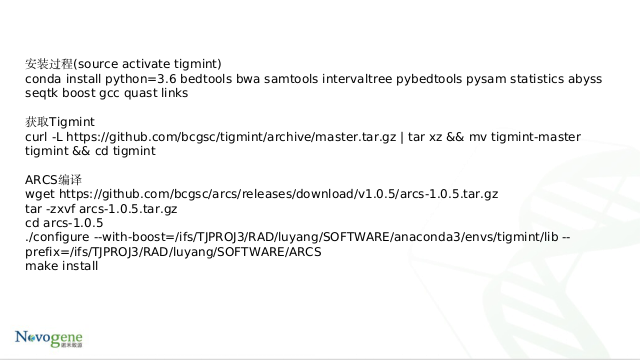 安装过程(source activate tigmint)
conda install python=3.6 bedtools bwa samtools intervaltree pybedtools pysam statistics abyss
seqtk boost gcc quast links
获取Tigmint
curl -L https://github.com/bcgsc/tigmint/archive/master.tar.gz | tar xz && mv tigmint-master
tigmint && cd tigmint
ARCS编译
wget https://github.com/bcgsc/arcs/releases/download/v1.0.5/arcs-1.0.5.tar.gz
tar -zxvf arcs-1.0.5.tar.gz
cd arcs-1.0.5
./configure --with-boost=/ifs/TJPROJ3/RAD/luyang/SOFTWARE/anaconda3/envs/tigmint/lib --
prefix=/ifs/TJPROJ3/RAD/luyang/SOFTWARE/ARCS
make install
Novogene
诺禾致源